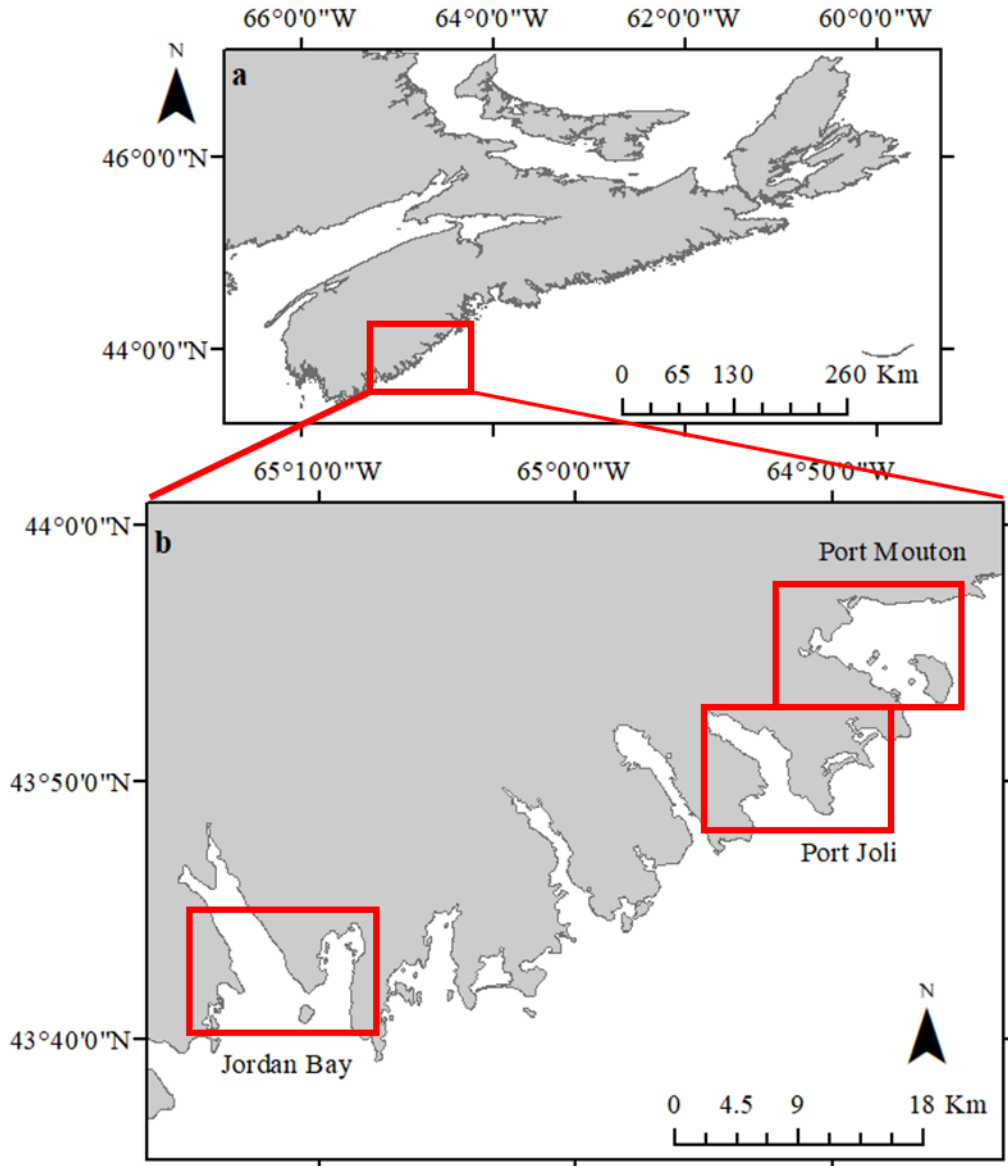 66°0'0"W 64°0'0"W 62°0'0"W 60°0'0"W
N
a
46°0'0"N
44°0'0"N
0 65 130 260 Km
65°10'0"W 65°0'0"W 64°50'0"W
44°0'0"N
b
Port Mouton
43°50'0"N
Port Joli
N
43°40'0"N
Jordan Bay
0 4.5 9 18 Km